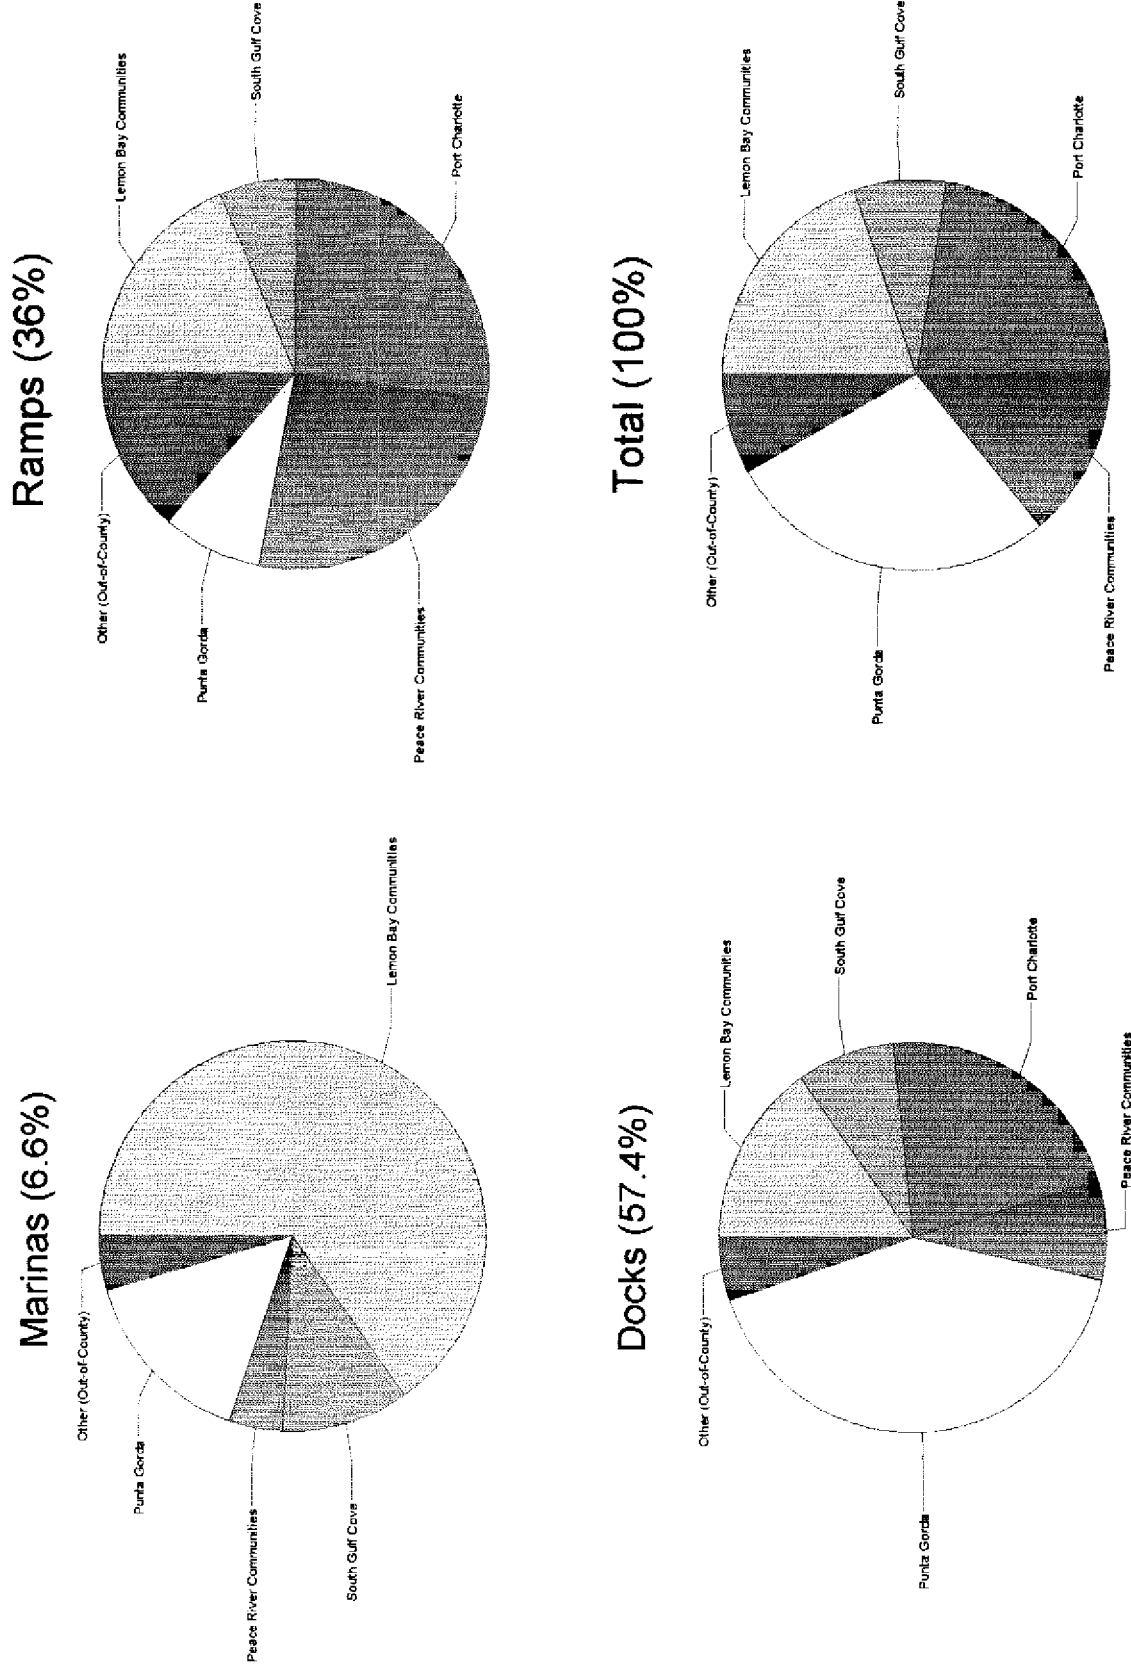 Marinas (6.6%)
Other (Out-of-County)
Punta Gorda
Peace River Communities
South Gulf Cove
Lemon Bay Communities
Ramps (36%)
Other (Out-of-County)
Lemon Bay Communities
Punta Gorda
South Gulf Cove
Peace River Communities
Port Charlotte
Docks (57.4%)
Other (Out-of-County)
Lemon Bay Communities
South Gulf Cove
Punta Gorda
Port Charlotte
Peace River Communities
Total (100%)
Other (Out-of-County)
Lemon Bay Communities
Punta Gorda
South Gulf Cove
Port Charlotte
Peace River Communities